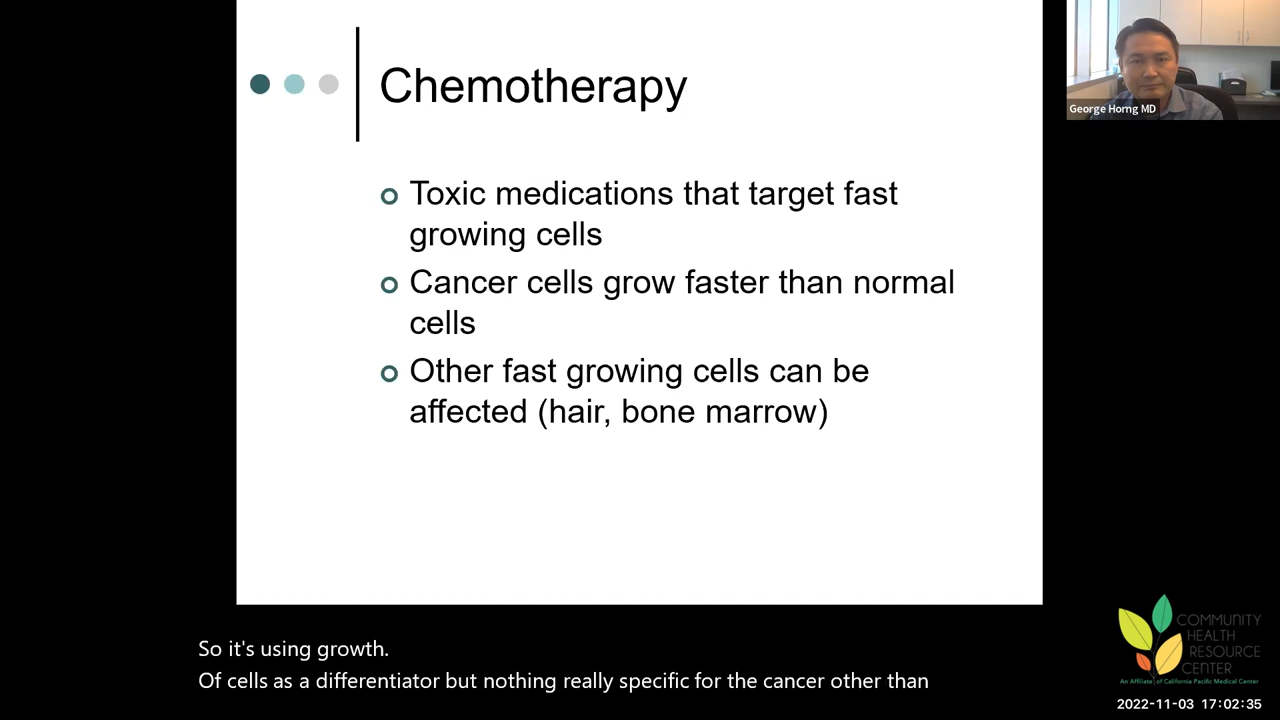 Chemotherapy
George Horng MD
Toxic medications that target fast
growing cells
Cancer cells grow faster than normal
cells
Other fast growing cells can be
affected (hair, bone marrow)
So it's using growth.
Of cells as a differentiator but nothing really specific for the cancer other than
COMMUNITY
HEALTH
RESOURCE
CENTER
An Affiliate of California Pacific Medical Center
2022-11-03 17:02:35